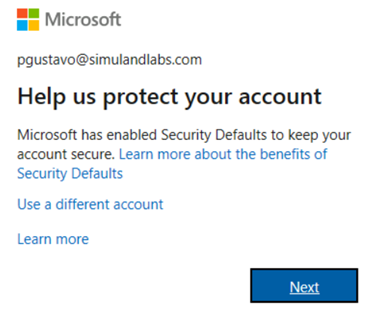 Microsoft
pgustavo@simulandlabs.com
Help us protect your account
Microsoft has enabled Security Defaults to keep your
account secure. Learn more about the benefits of
Security Defaults
Use a different account
Learn more
Next